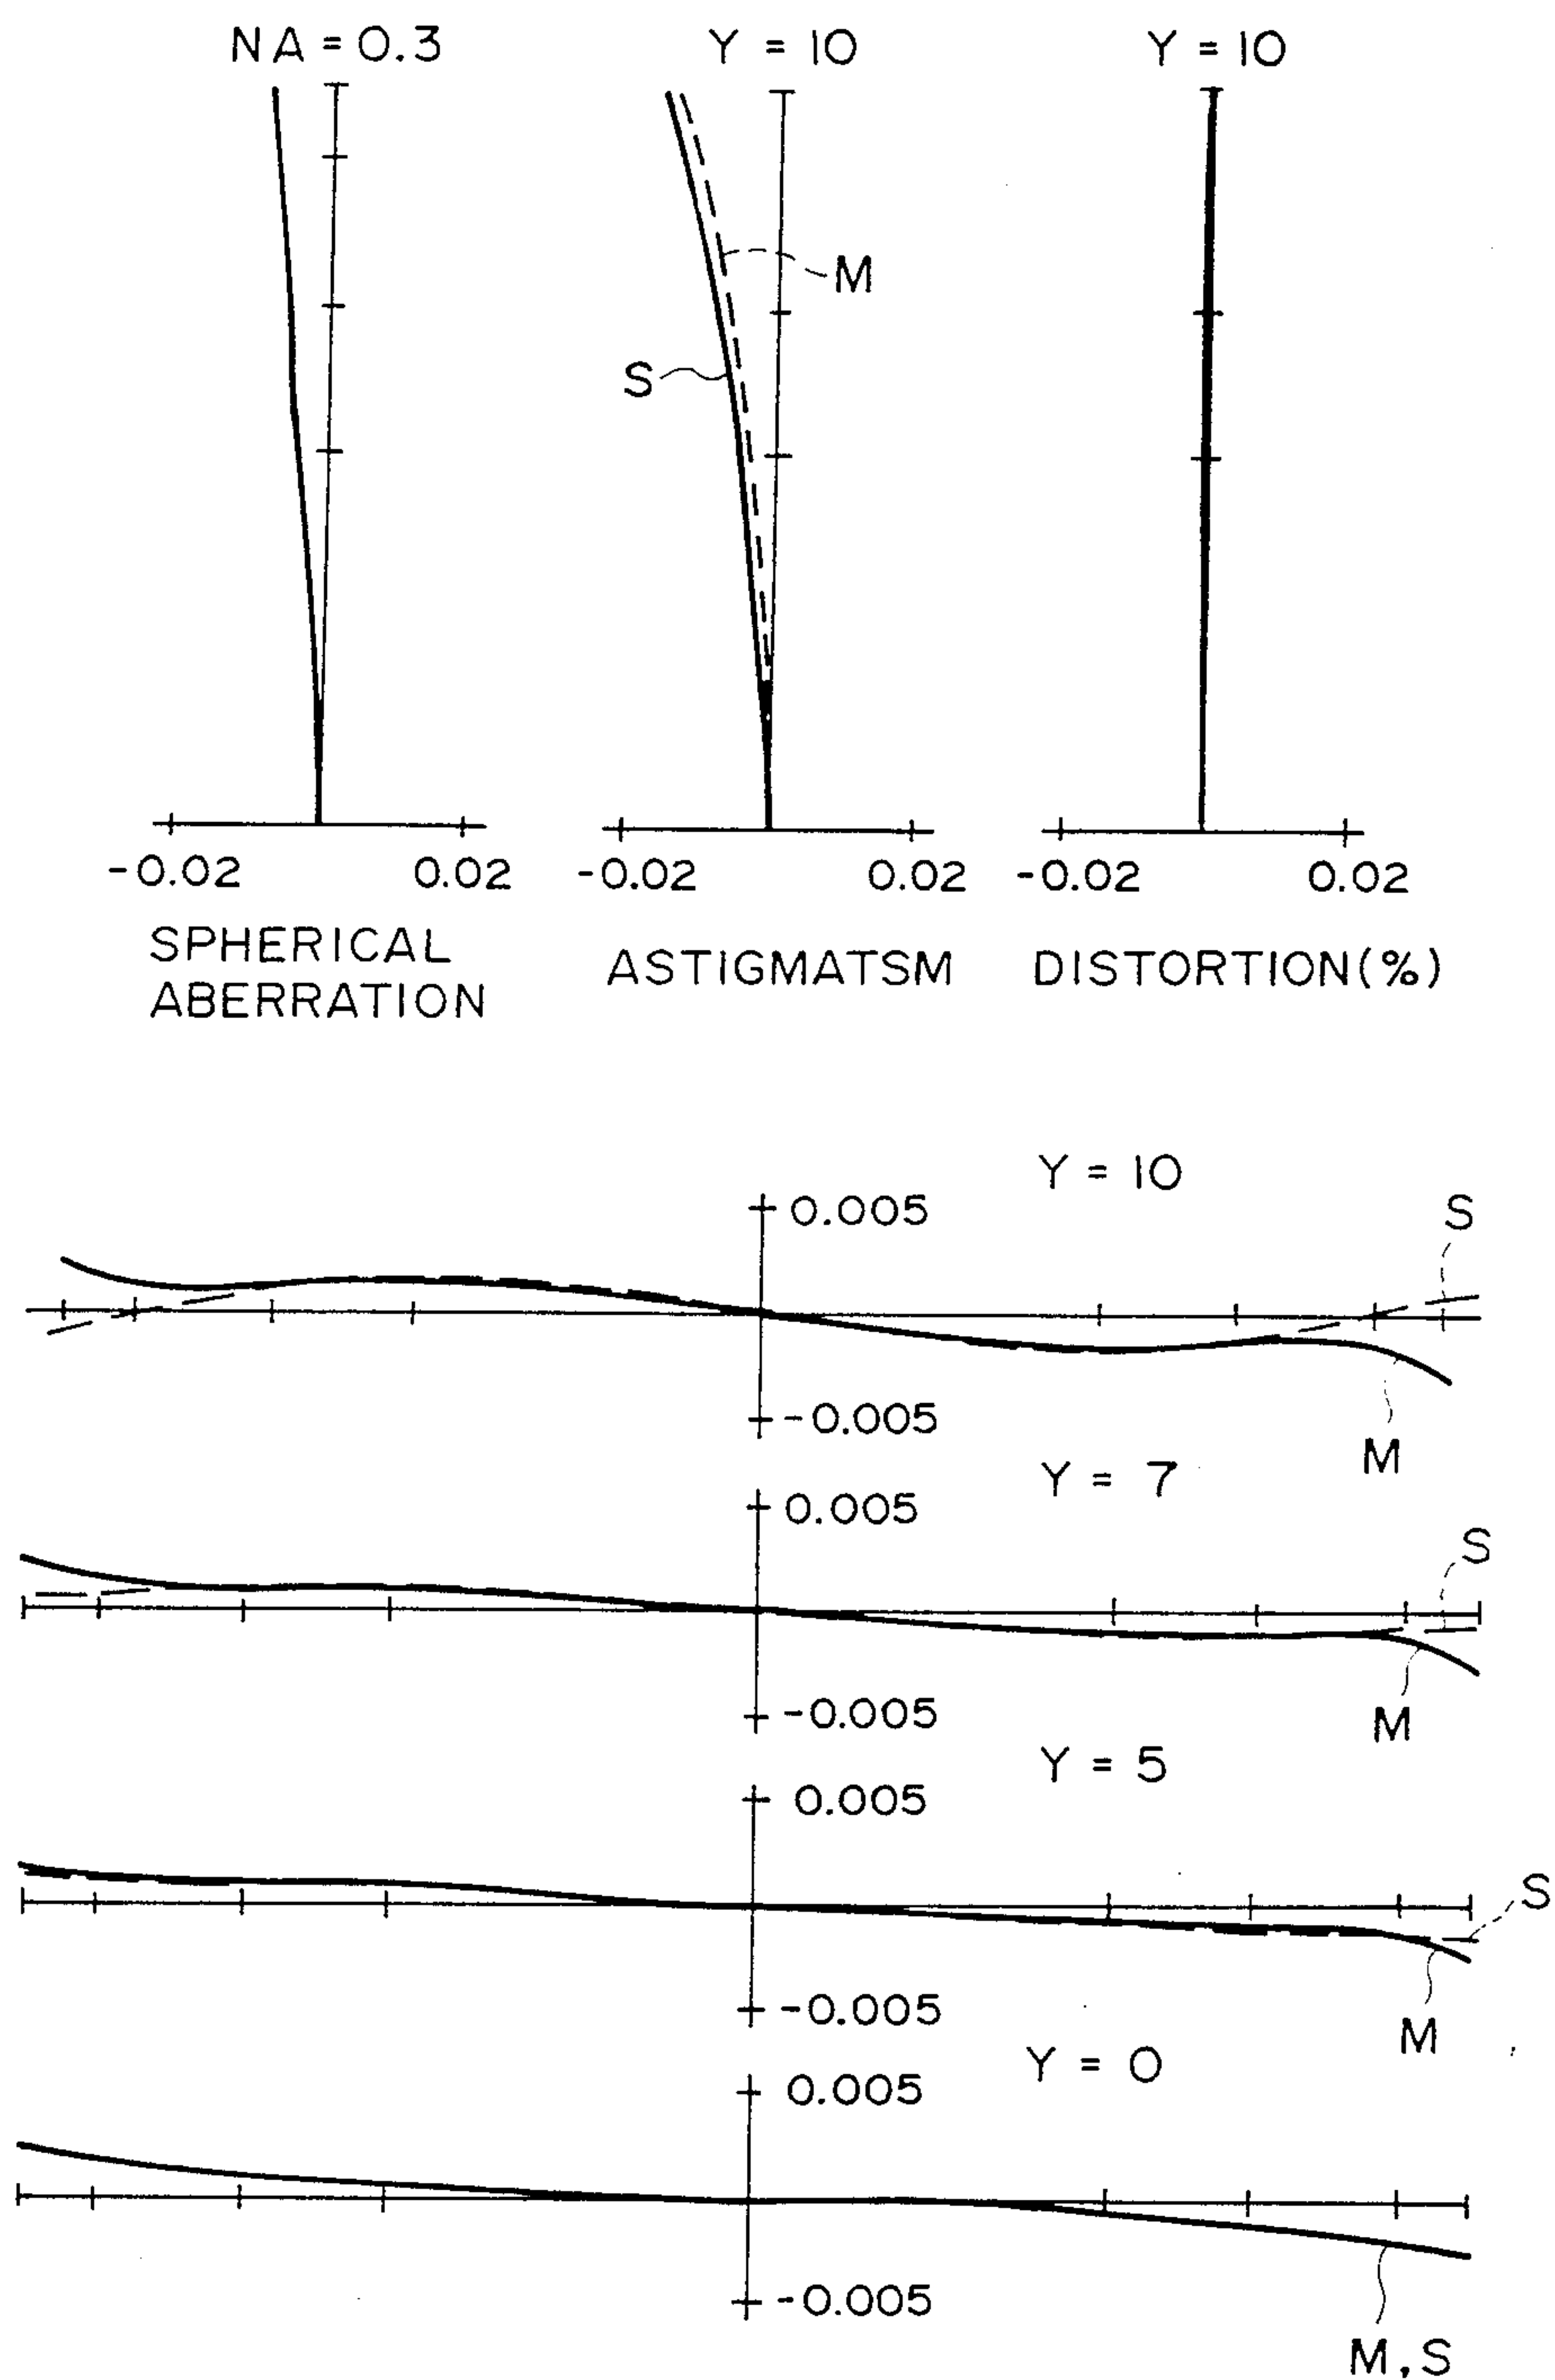 NA = 0.3
Y = 10
Y = 10
M
S
-0.02 0.02
-0.02 0.02
-0.02 0.02
SPHERICAL
ABERRATION
ASTIGMATSM
DISTORTION(%)
Y = 10
0.005
S
-0.005
M
Y = 7
0.005
S
-0.005
M
Y = 5
0.005
S
-0.005
M
Y = 0
0.005
-0.005
M, S